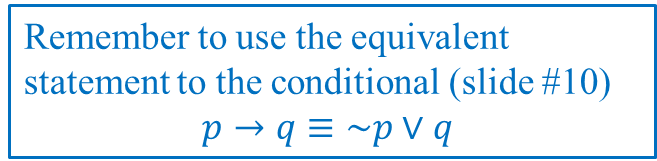 Remember to use the equivalent
statement to the conditional (slide #10)
p → q ≡ ~p ∨ q